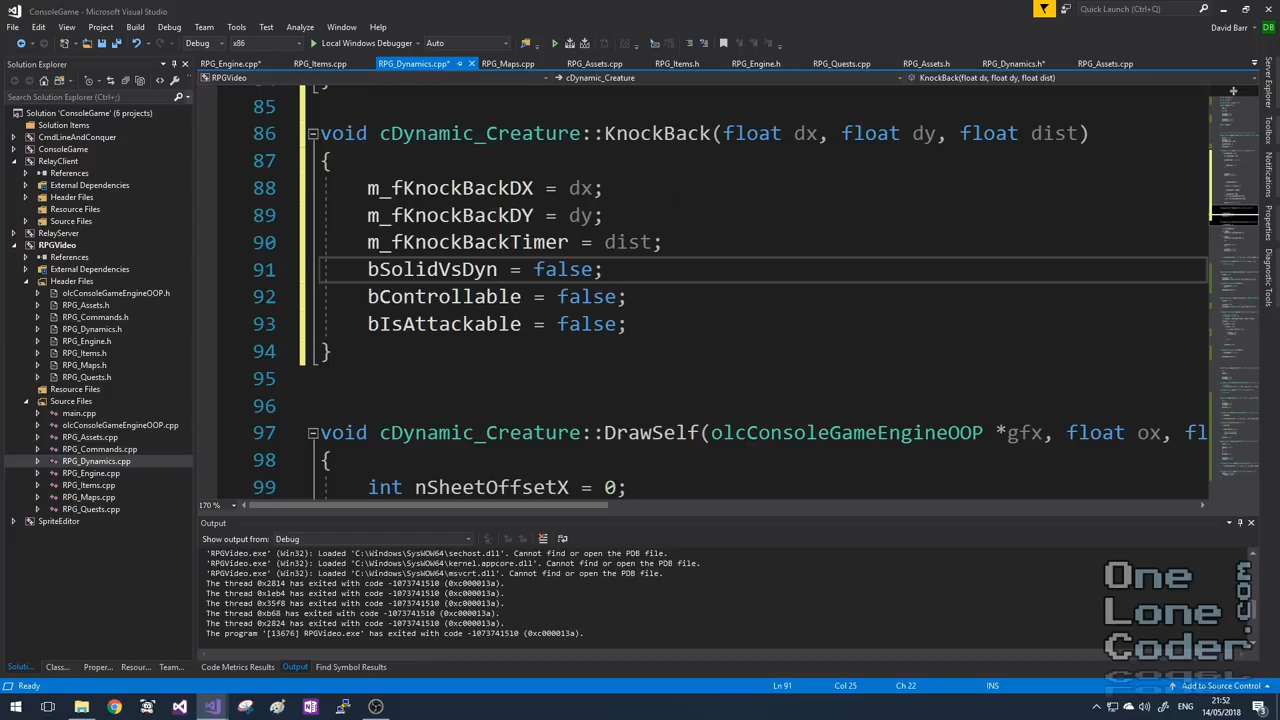 ConsoleGame - Microsoft Visual Studio
Quick Launch (Ctrl+Q)
File Edit View Project Build Debug Team Tools Test Analyze Window Help
David Barr DB
Debug x86 Local Windows Debugger Auto
Solution Explorer
RPG_Engine.cpp* RPG_Items.cpp RPG_Dynamics.cpp* RPG_Maps.cpp RPG_Assets.cpp RPG_Items.h RPG_Engine.h RPG_Quests.cpp RPG_Assets.h RPG_Dynamics.h* RPG_Assets.cpp
RPGVideo cDynamic_Creature KnockBack(float dx, float dy, float dist)
Search Solution Explorer (Ctrl+;)
Solution 'ConsoleGame' (6 projects)
Solution Items
CmdLineAndConquer
ConsoleGame
RelayClient
References
External Dependencies
Header Files
Resource Files
Source Files
RelayServer
RPGVideo
References
External Dependencies
Header Files
olcConsoleGameEngineOOP.h
RPG_Assets.h
RPG_Commands.h
RPG_Dynamics.h
RPG_Engine.h
RPG_Items.h
RPG_Maps.h
RPG_Quests.h
Resource Files
Source Files
main.cpp
olcConsoleGameEngineOOP.cpp
RPG_Assets.cpp
RPG_Commands.cpp
RPG_Dynamics.cpp
RPG_Engine.cpp
RPG_Items.cpp
RPG_Maps.cpp
RPG_Quests.cpp
SpriteEditor
85
86 void cDynamic_Creature::KnockBack(float dx, float dy, float dist)
87 {
88 m_fKnockBackDX = dx;
89 m_fKnockBackDY = dy;
90 m_fKnockBackTimer = dist;
91 bSolidVsDyn = false;
92 bControllable = false;
93 bIsAttackable = false;
94 }
95
96
97 void cDynamic_Creature::DrawSelf(olcConsoleGameEngineOOP *gfx, float
98 {
99 int nSheetOffsetX = 0;
170 %
Output
Show output from: Debug
'RPGVideo.exe' (Win32): Loaded 'C:\Windows\SysWOW64\sechost.dll'. Cannot find or open the PDB file.
'RPGVideo.exe' (Win32): Loaded 'C:\Windows\SysWOW64\kernel.appcore.dll'. Cannot find or open the PDB file.
'RPGVideo.exe' (Win32): Loaded 'C:\Windows\SysWOW64\msvcrt.dll'. Cannot find or open the PDB file.
The thread 0x2814 has exited with code -1073741510 (0xc000013a).
The thread 0x1eb4 has exited with code -1073741510 (0xc000013a).
The thread 0x35f8 has exited with code -1073741510 (0xc000013a).
The thread 0xb68 has exited with code -1073741510 (0xc000013a).
The thread 0x2824 has exited with code -1073741510 (0xc000013a).
The program '[13676] RPGVideo.exe' has exited with code -1073741510 (0xc000013a).
Soluti... Class... Proper... Resour... Team...
Code Metrics Results Output Find Symbol Results
Server Explorer
Toolbox
Notifications
Properties
Diagnostic Tools
One
Lone
Coder
.com
Ready
Ln 91 Col 25 Ch 22 INS
Add to Source Control
21:52
14/05/2018